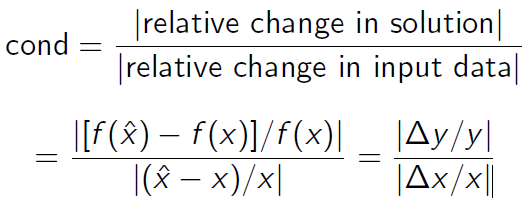 cond = |relative change in solution| / |relative change in input data|
= |[f(x̂) − f(x)]/f(x)| / |(x̂ − x)/x| = |Δy/y| / |Δx/x|